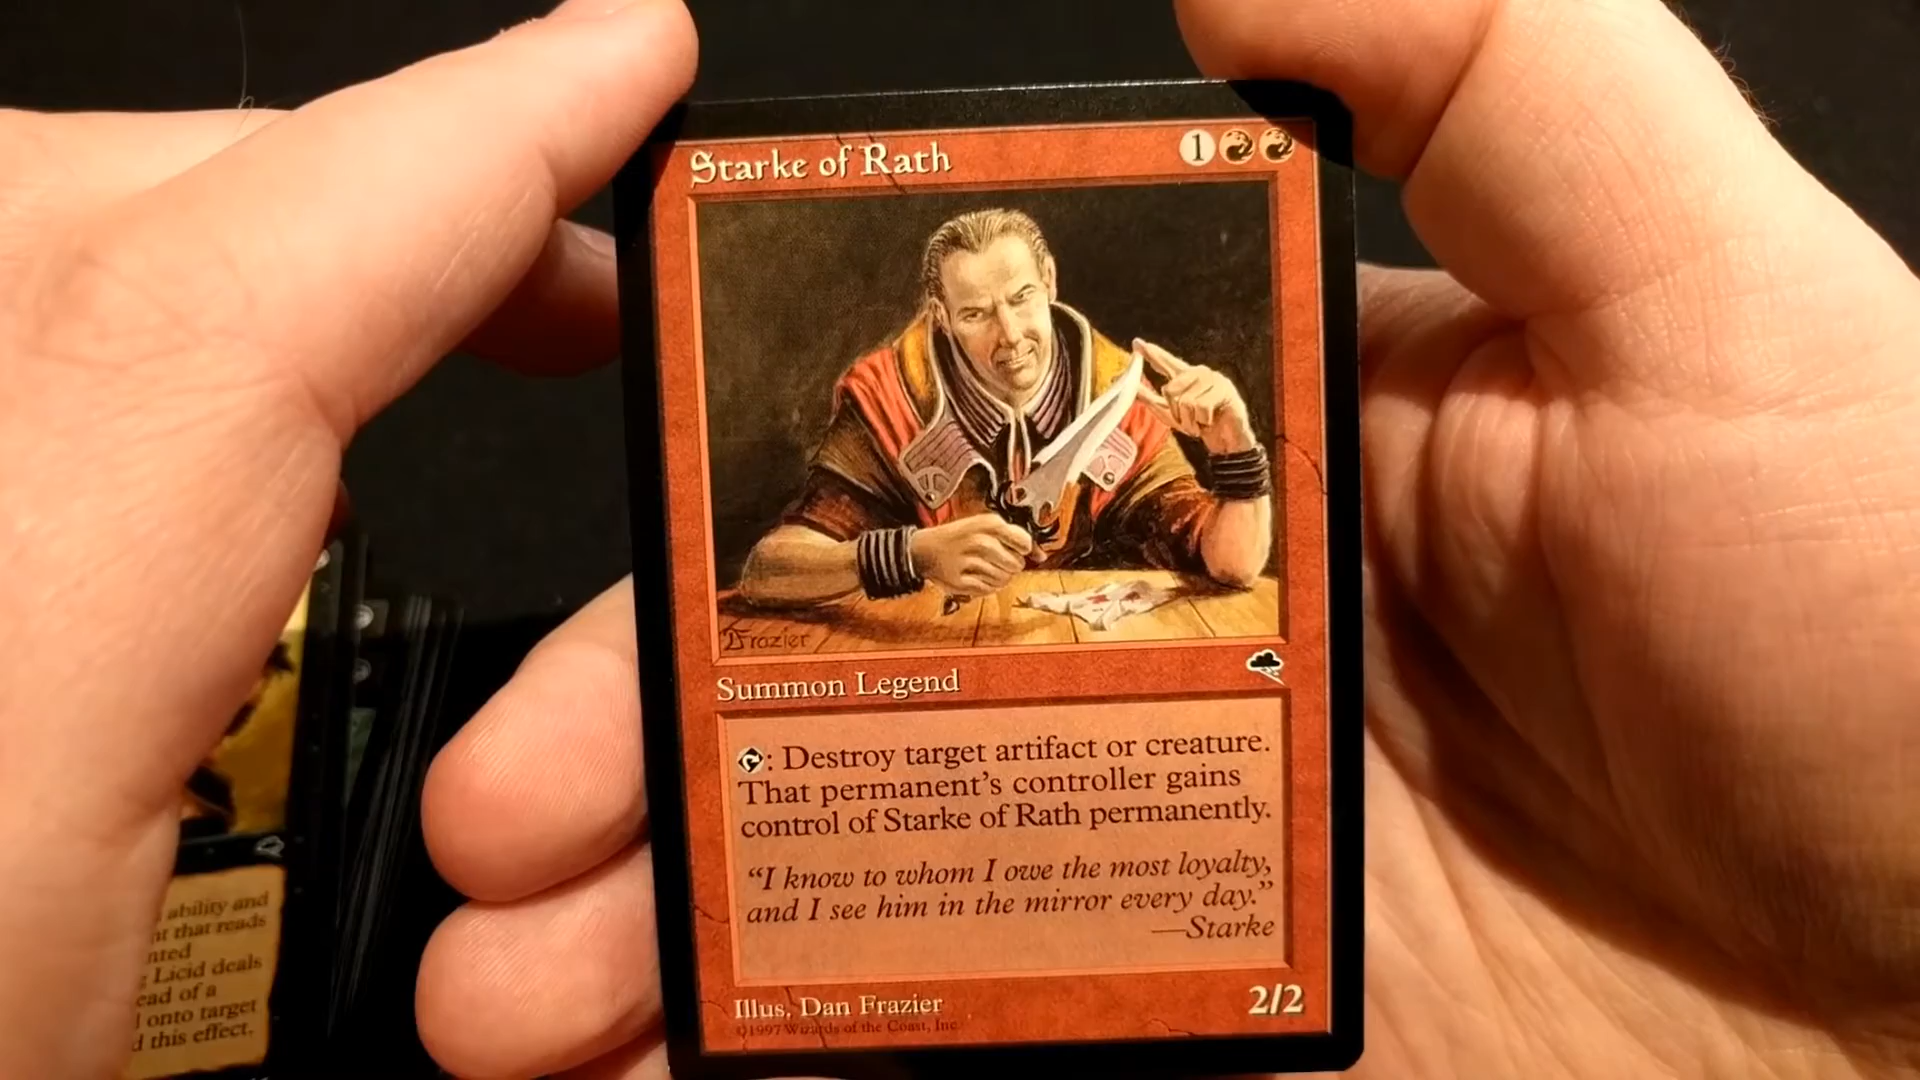 Starke of Rath
1
DFrazier
Summon Legend
: Destroy target artifact or creature.
That permanent's controller gains
control of Starke of Rath permanently.
“I know to whom I owe the most loyalty,
and I see him in the mirror every day.”
—Starke
Illus. Dan Frazier
2/2
©1997 Wizards of the Coast, Inc.
ability and
that reads
Licid deals
of a
onto target
this effect.